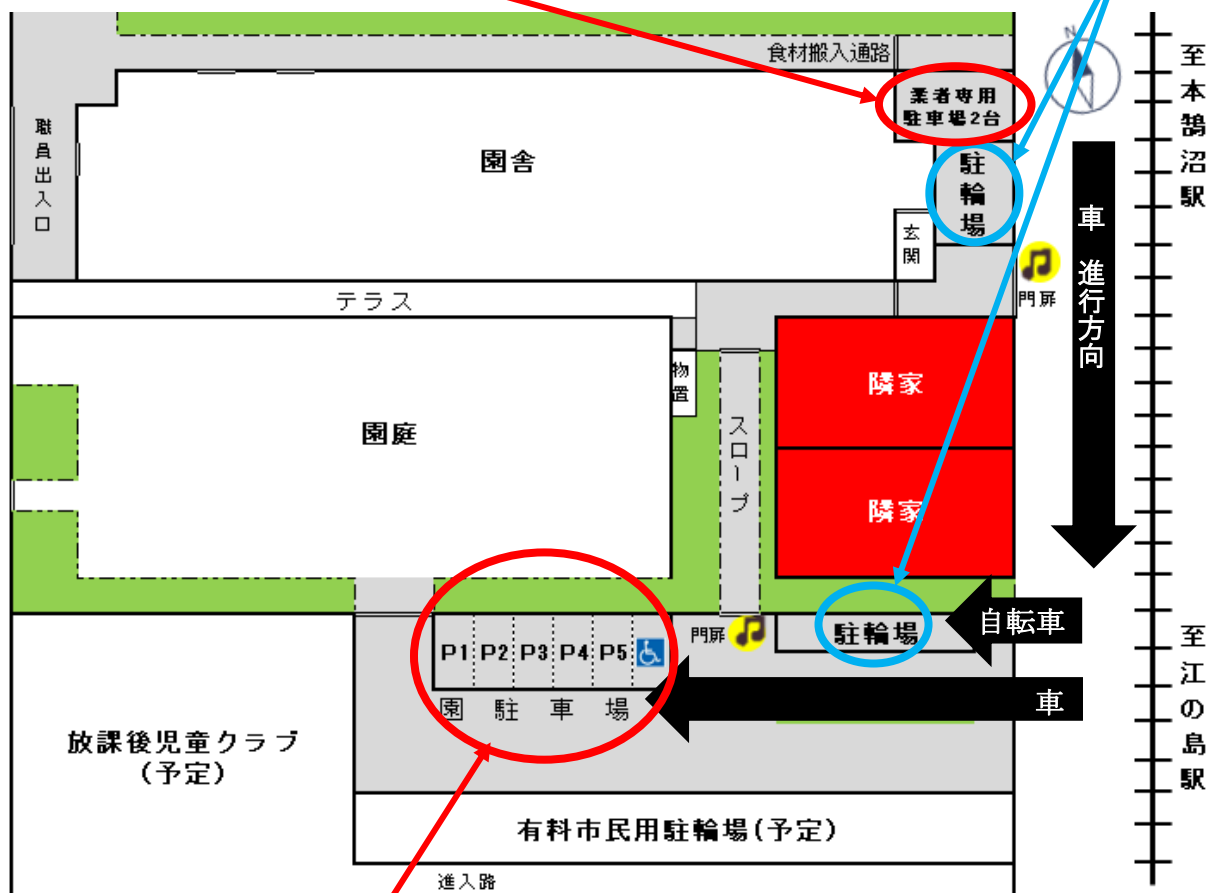 食材搬入通路
N
至本鵠沼駅
業者専用
駐車場2台
職員出入口
園舎
駐輪場
車 進行方向
玄関
門扉
テラス
物置
隣家
園庭
スロープ
隣家
自転車
門扉
駐輪場
P1 P2 P3 P4 P5
至江の島駅
園駐車場
車
放課後児童クラブ
(予定)
有料市民用駐輪場(予定)
進入路